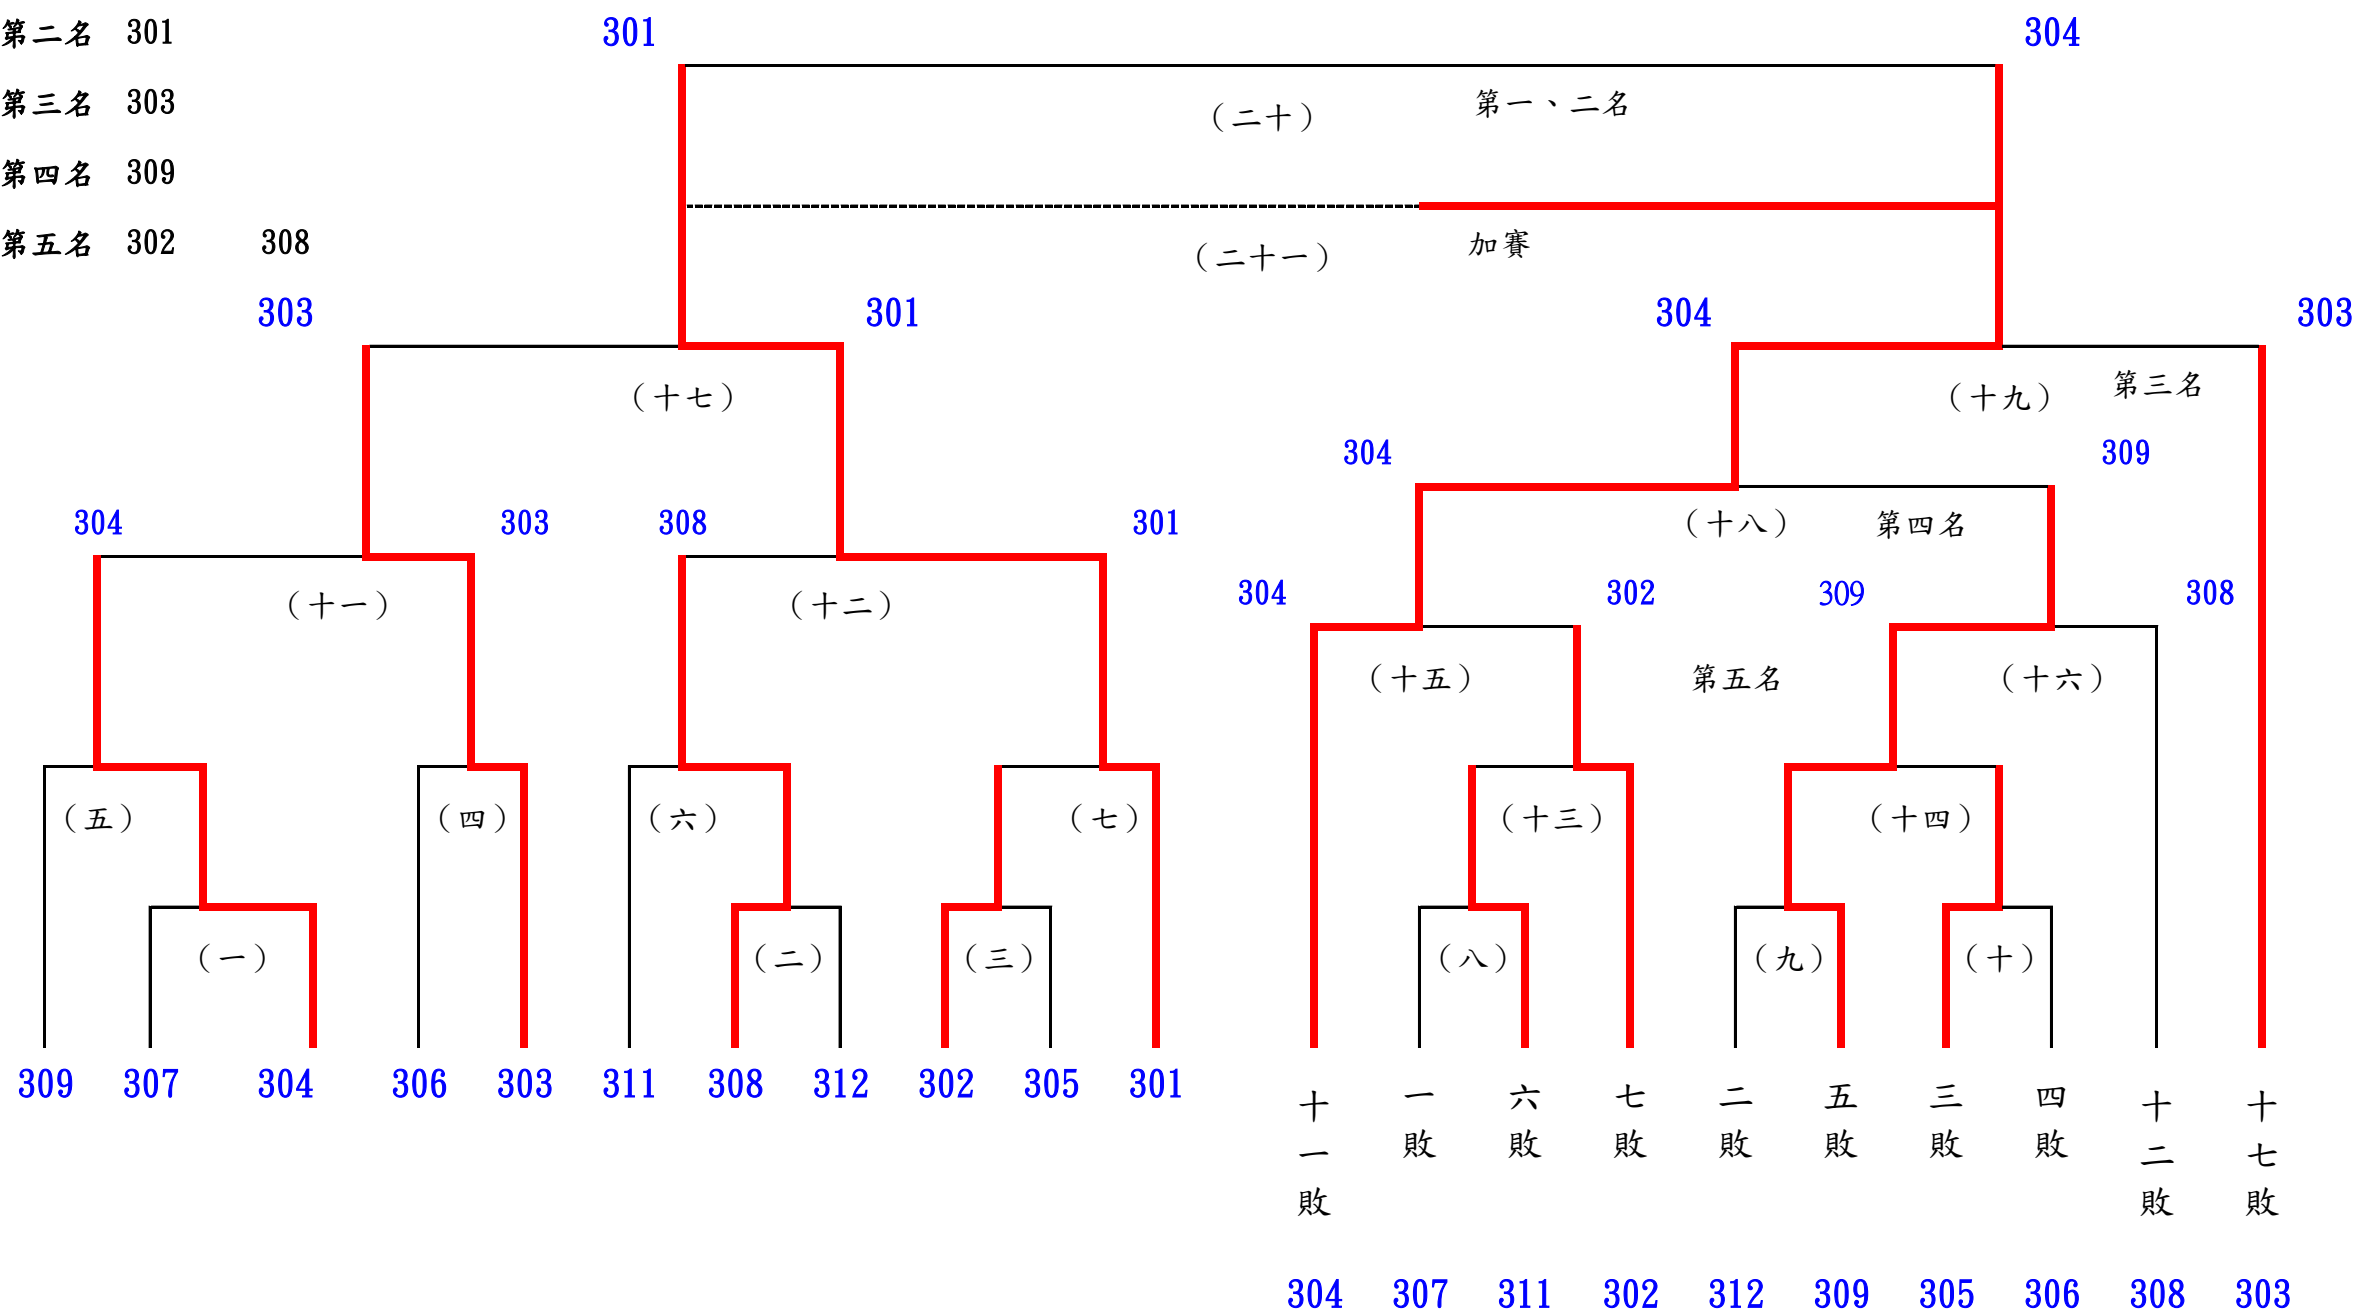 第二名 301
301 304
第三名 303
(二十) 第一、二名
第四名 309
第五名 302 308
(二十一) 加賽
303 301 304 303
(十七) (十九) 第三名
304 309
304 303 308 301 (十八) 第四名
304 302 309 308
(十一) (十二)
(十五) 第五名 (十六)
(五) (四) (六) (七) (十三) (十四)
(一) (二) (三) (八) (九) (十)
309 307 304 306 303 311 308 312 302 305 301
十一敗 一敗 六敗 七敗 二敗 五敗 三敗 四敗 十二敗 十七敗
304 307 311 302 312 309 305 306 308 303